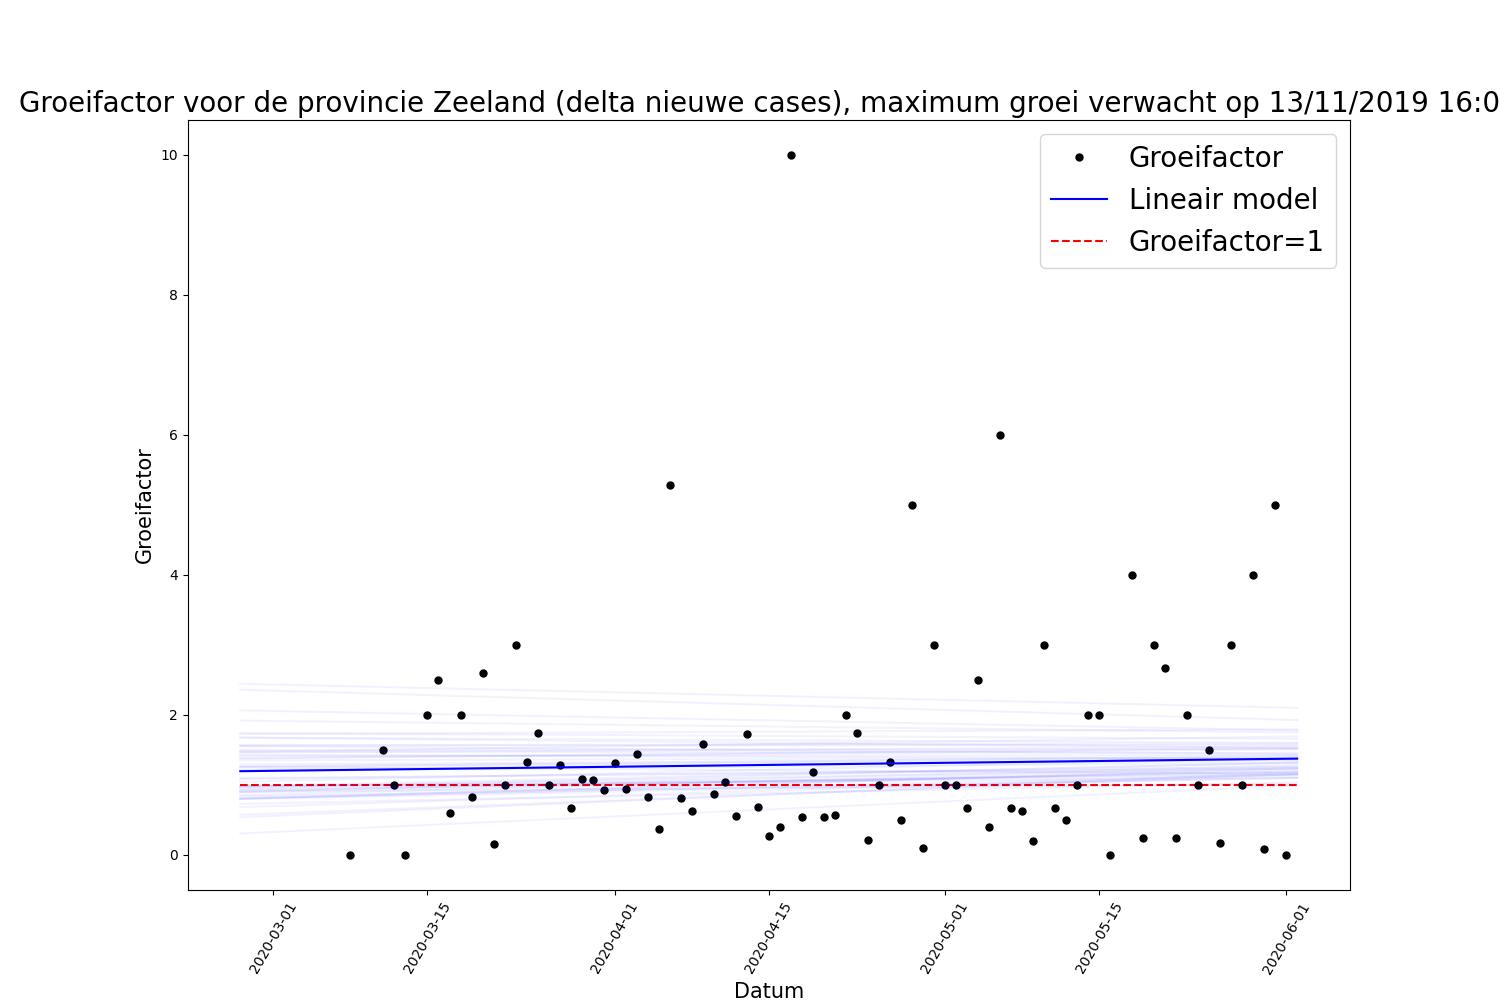 Groeifactor voor de provincie Zeeland (delta nieuwe cases), maximum groei verwacht op 13/11/2019 16:0
Groeifactor
Lineair model
Groeifactor=1
10
8
6
4
2
0
Groeifactor
2020-03-01
2020-03-15
2020-04-01
2020-04-15
2020-05-01
2020-05-15
2020-06-01
Datum